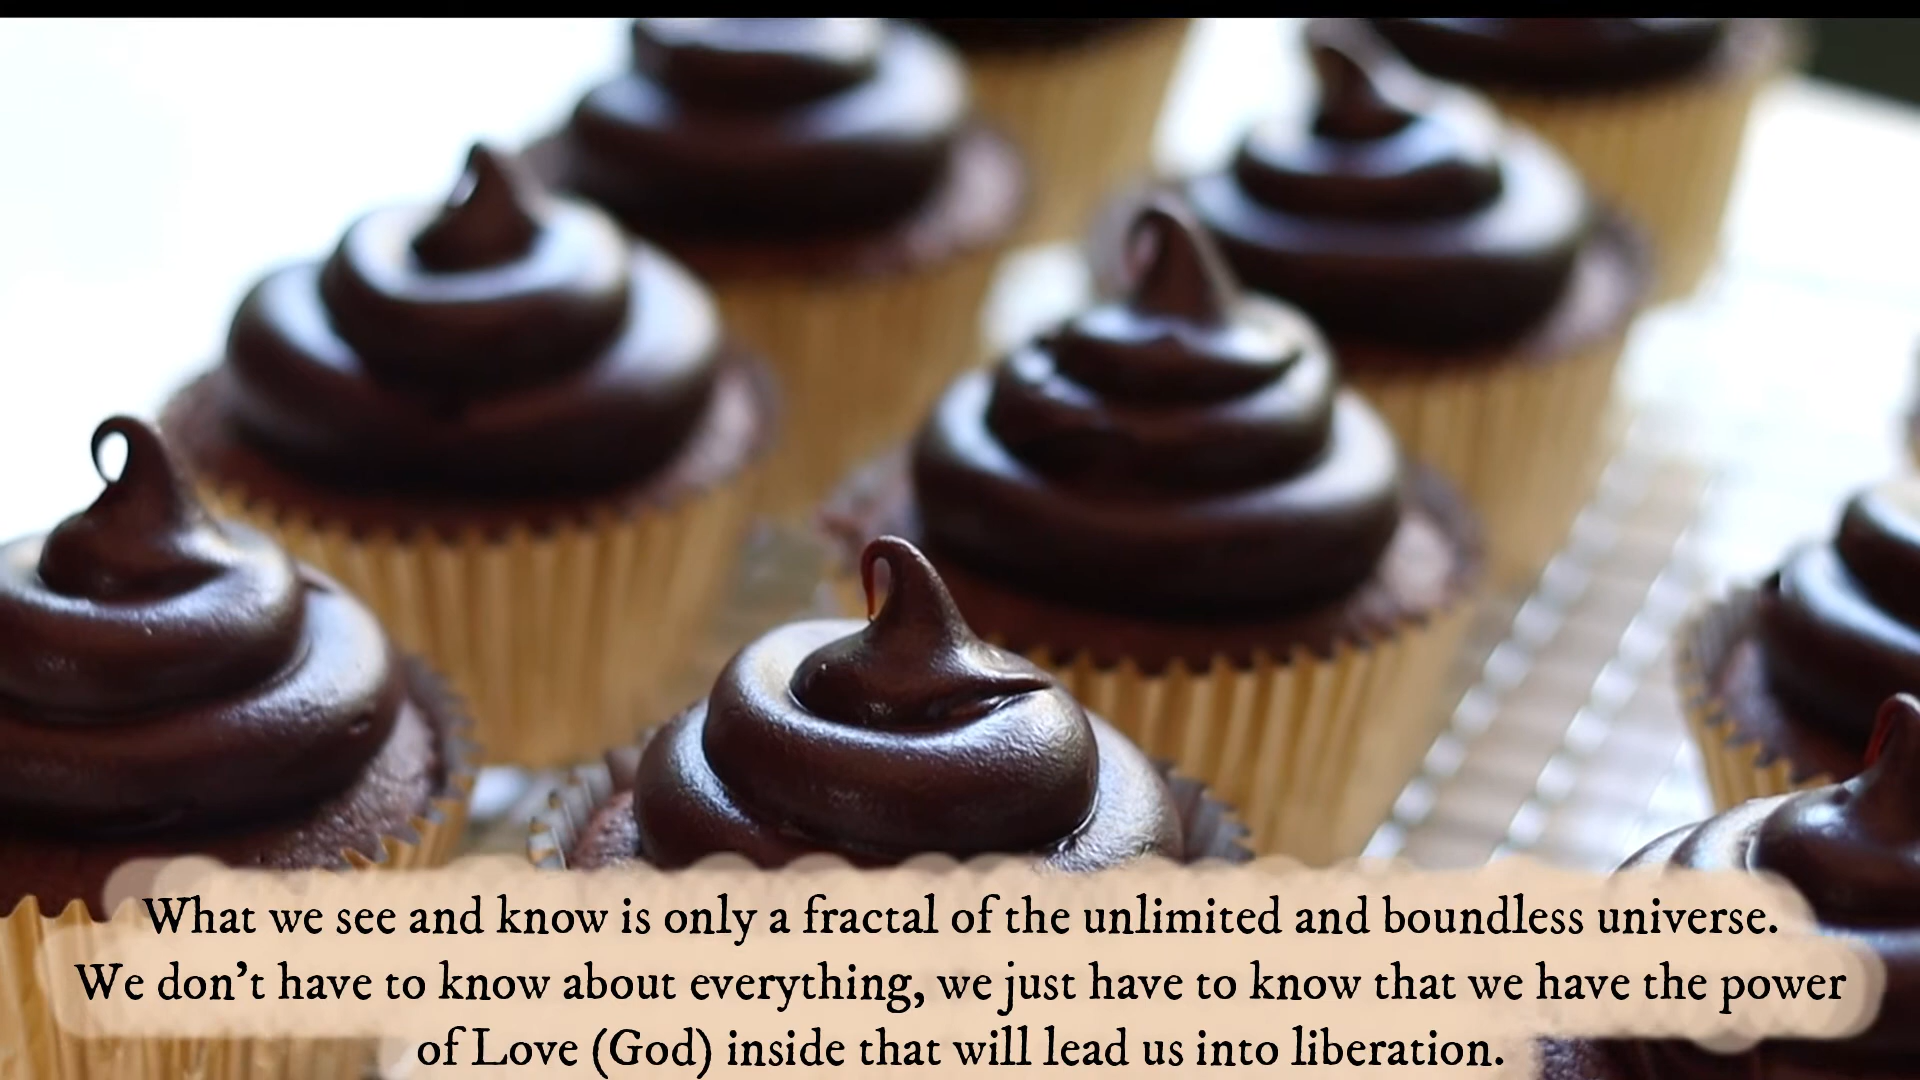 What we see and know is only a fractal of the unlimited and boundless universe.
We don’t have to know about everything, we just have to know that we have the power
of Love (God) inside that will lead us into liberation.